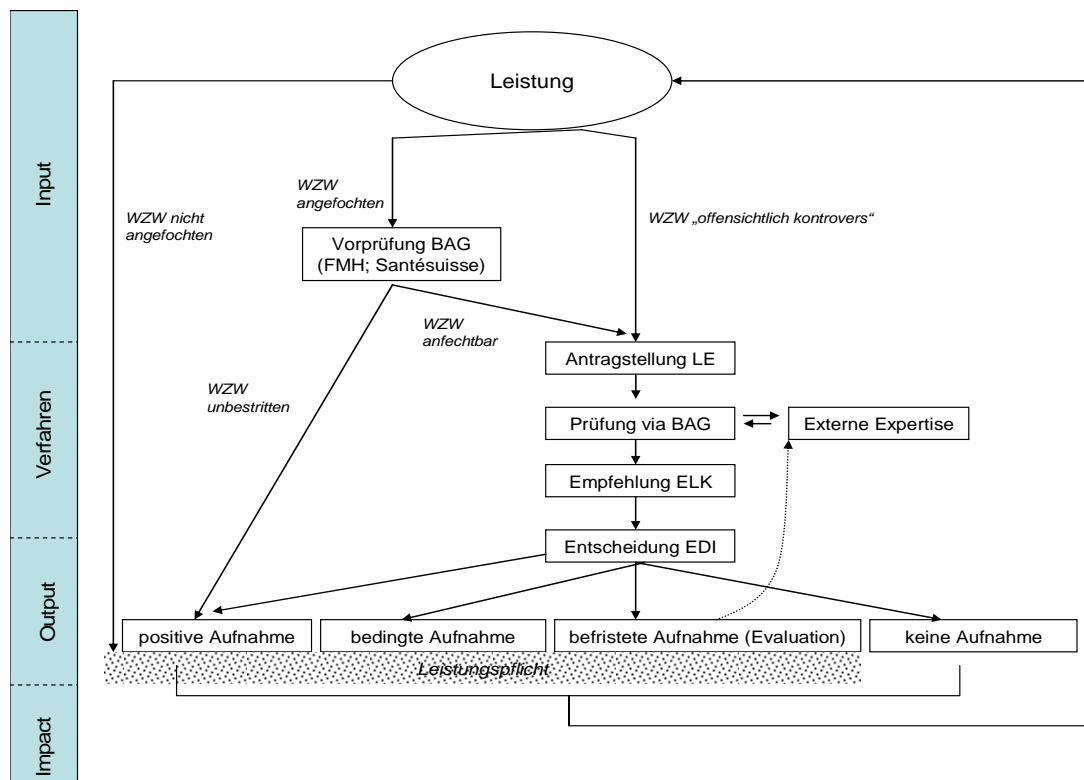 Leistung
WZW
angefochten
WZW nicht
angefochten
WZW „offensichtlich kontrovers“
Vorprüfung BAG
(FMH; Santésuisse)
WZW
anfechtbar
WZW
unbestritten
Antragstellung LE
Prüfung via BAG
Externe Expertise
Empfehlung ELK
Entscheidung EDI
positive Aufnahme
bedingte Aufnahme
befristete Aufnahme (Evaluation)
keine Aufnahme
Leistungspflicht
Input
Verfahren
Output
Impact